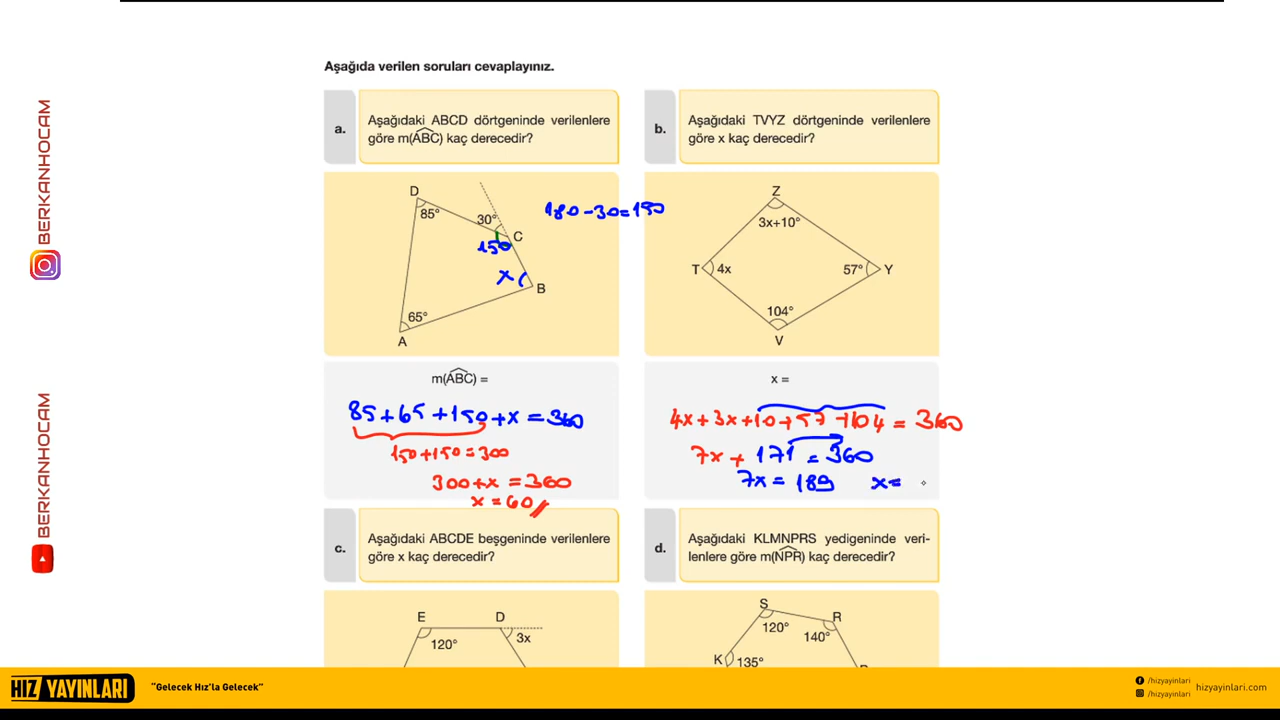 BERKANHOCAM
BERKANHOCAM
Aşağıda verilen soruları cevaplayınız.
a.
Aşağıdaki ABCD dörtgeninde verilenlere
göre m(ABC) kaç derecedir?
D
85°
30°
C
150
x
B
65°
A
180-30=150
m(ABC) =
85+65+150+x=360
150+150=300
300+x=360
x=60//
b.
Aşağıdaki TVYZ dörtgeninde verilenlere
göre x kaç derecedir?
Z
3x+10°
T
4x
57°
Y
104°
V
x =
4x+3x+10+57+104=360
7x+171=360
7x=189 x=
c.
Aşağıdaki ABCDE beşgeninde verilenlere
göre x kaç derecedir?
E
D
120°
3x
d.
Aşağıdaki KLMNPRS yedigeninde veri-
lenlere göre m(NPR) kaç derecedir?
S
R
120°
140°
K
135°
HIZ YAYINLARI
“Gelecek Hız’la Gelecek”
/hizyayinlari
/hizyayinlari
hizyayinlari.com